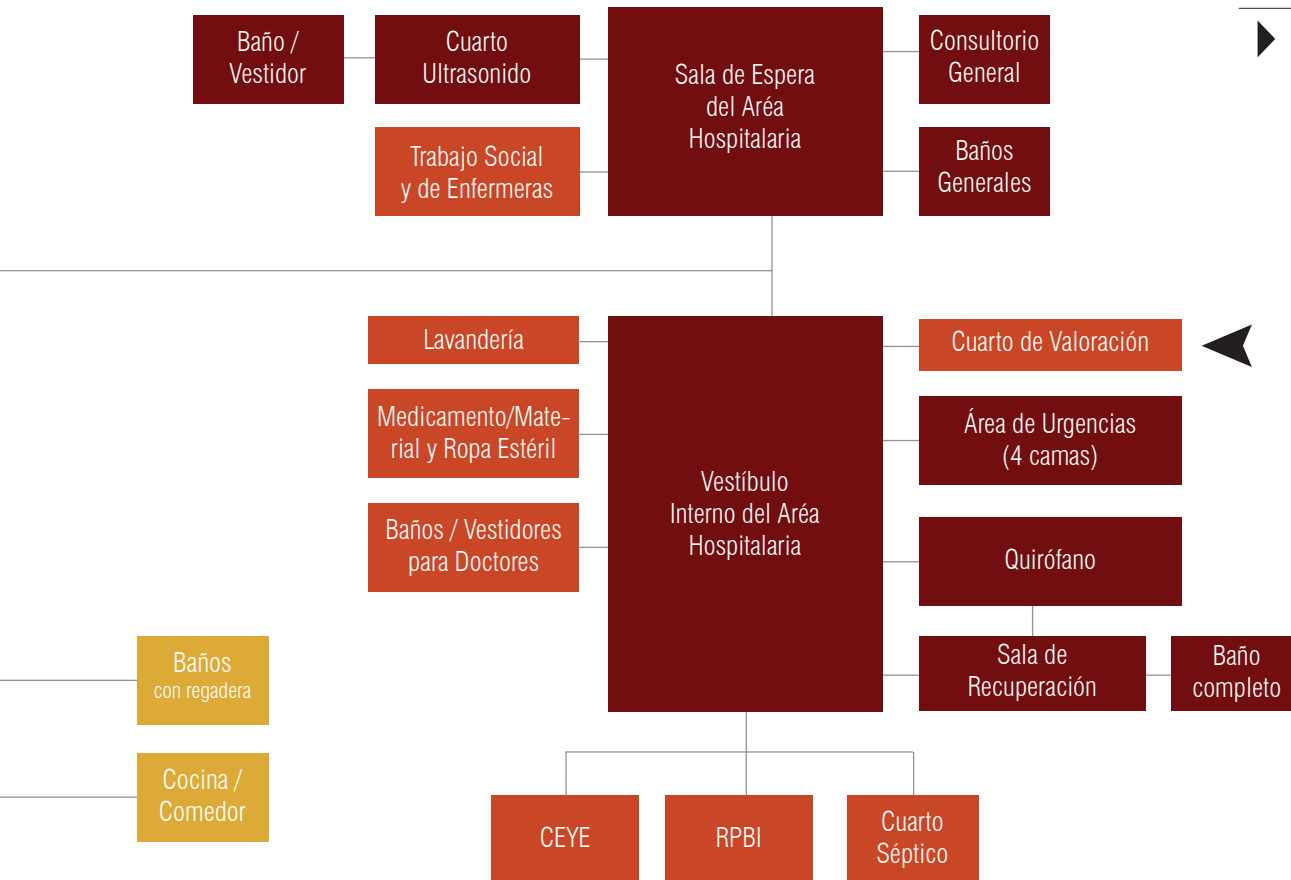 Baño /
Vestidor
Cuarto
Ultrasonido
Sala de Espera
del Aréa
Hospitalaria
Consultorio
General
Trabajo Social
y de Enfermeras
Baños
Generales
Lavandería
Cuarto de Valoración
Medicamento/Mate-
rial y Ropa Estéril
Área de Urgencias
(4 camas)
Vestíbulo
Interno del Aréa
Hospitalaria
Baños / Vestidores
para Doctores
Quirófano
Sala de
Recuperación
Baño
completo
Baños
con regadera
Cocina /
Comedor
CEYE
RPBI
Cuarto
Séptico